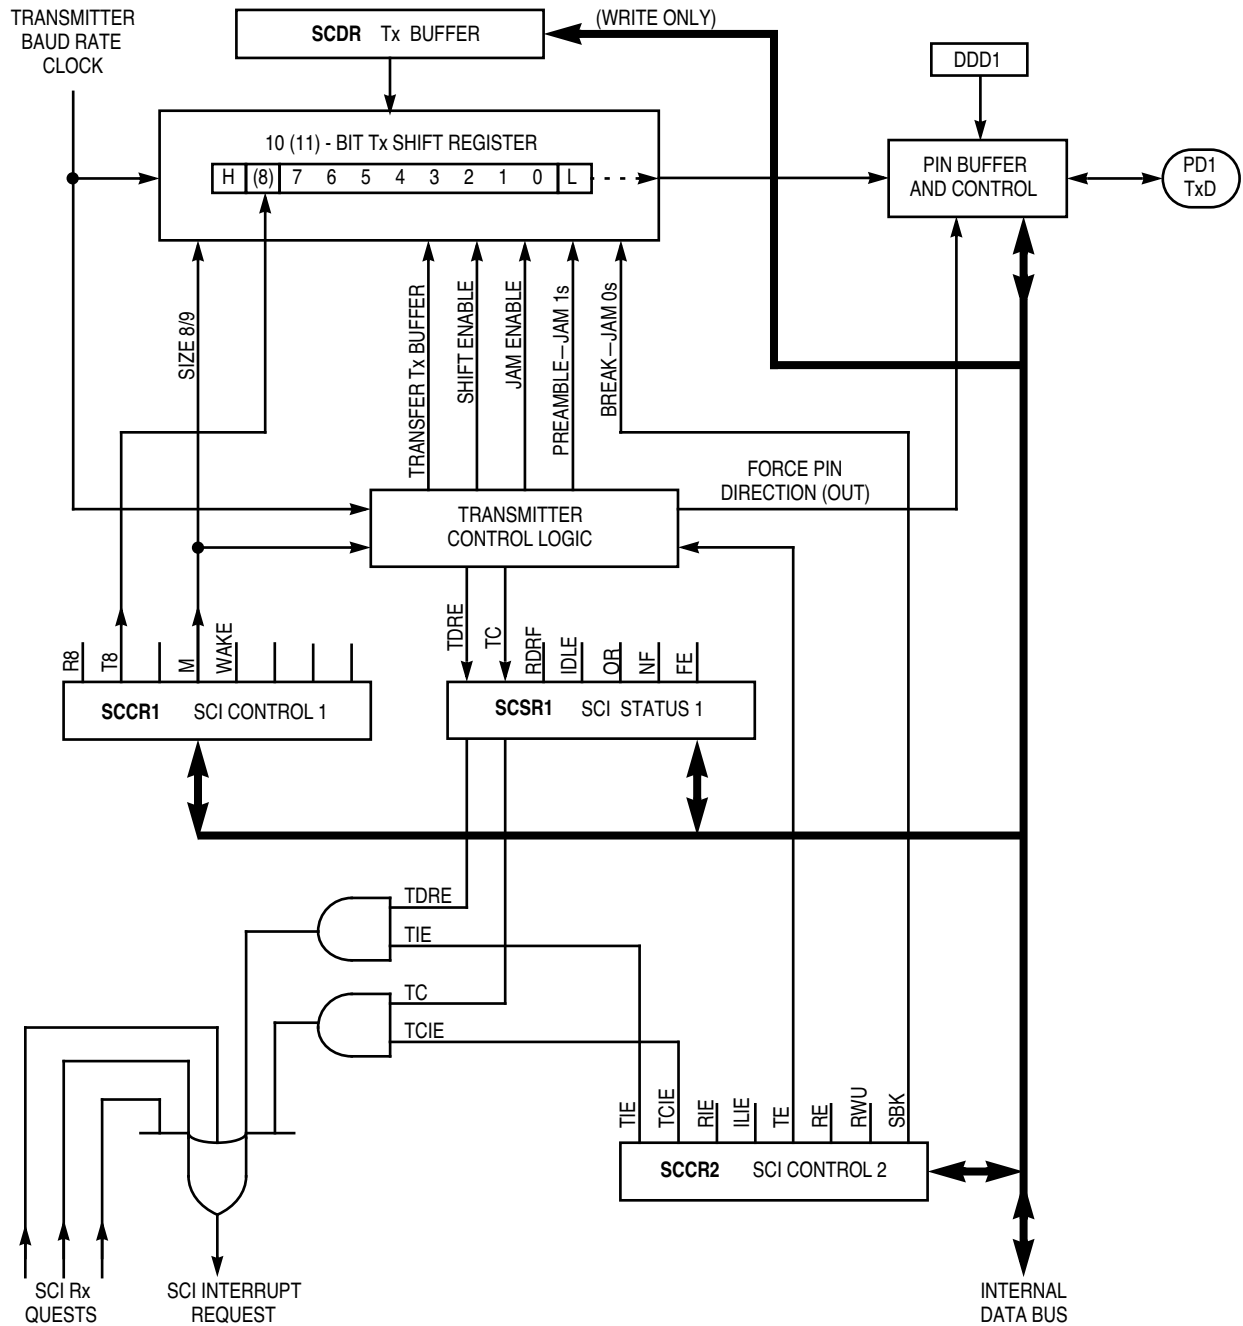 TRANSMITTER
BAUD RATE
CLOCK
SCDR Tx BUFFER
(WRITE ONLY)
DDD1
10 (11) - BIT Tx SHIFT REGISTER
H (8) 7 6 5 4 3 2 1 0 L
PIN BUFFER
AND CONTROL
PD1
TxD
SIZE 8/9
TRANSFER Tx BUFFER
SHIFT ENABLE
JAM ENABLE
PREAMBLE—JAM 1s
BREAK—JAM 0s
FORCE PIN
DIRECTION (OUT)
TRANSMITTER
CONTROL LOGIC
TDRE
TC
R8
T8
M
WAKE
RDRF
IDLE
OR
NF
FE
SCCR1 SCI CONTROL 1
SCSR1 SCI STATUS 1
TDRE
TIE
TC
TCIE
TIE
TCIE
RIE
ILIE
TE
RE
RWU
SBK
SCCR2 SCI CONTROL 2
SCI Rx
QUESTS
SCI INTERRUPT
REQUEST
INTERNAL
DATA BUS